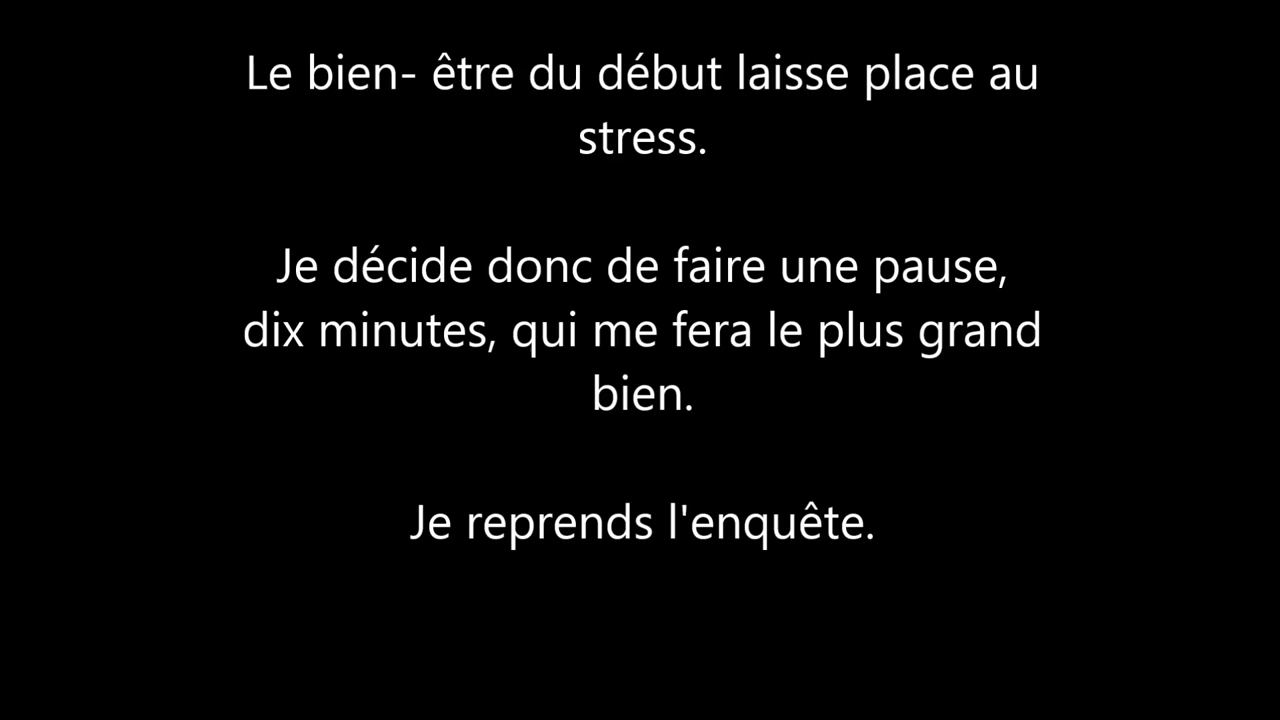 Le bien- être du début laisse place au
stress.
Je décide donc de faire une pause,
dix minutes, qui me fera le plus grand
bien.
Je reprends l'enquête.